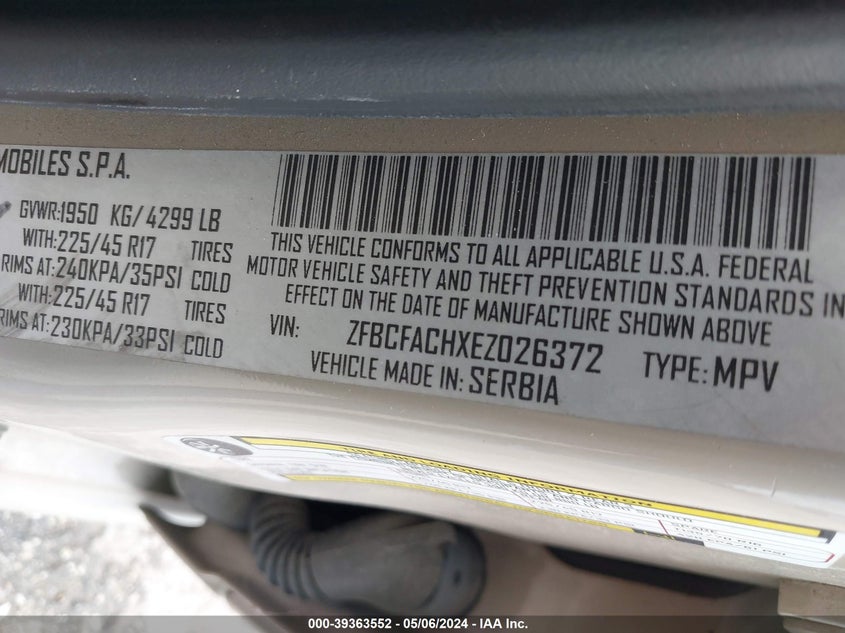 MOBILES S.P.A.
GVWR:1950 KG/4299 LB
WITH:225/45 R17 TIRES
RIMS AT:240KPA/35PSI COLD
WITH:225/45 R17 TIRES
RIMS AT:230KPA/33PSI COLD
THIS VEHICLE CONFORMS TO ALL APPLICABLE U.S.A. FEDERAL
MOTOR VEHICLE SAFETY AND THEFT PREVENTION STANDARDS IN
EFFECT ON THE DATE OF MANUFACTURE SHOWN ABOVE
VIN: ZFBCFACHXEZ026372 TYPE: MPV
VEHICLE MADE IN: SERBIA
INFORMATION
000-39363552 - 05/06/2024 - IAA Inc.